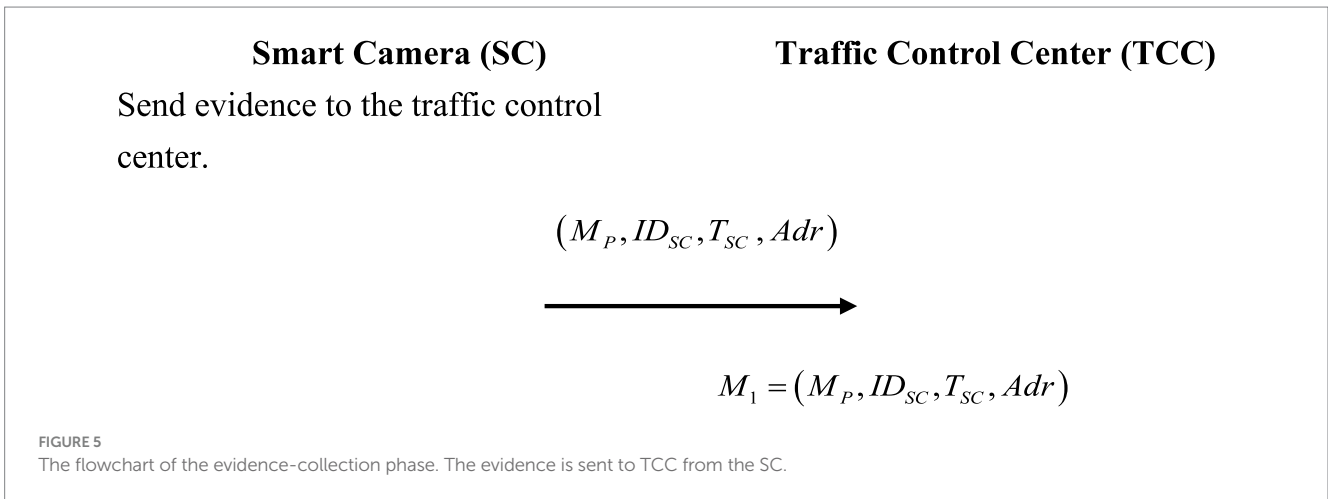 Smart Camera (SC) Traffic Control Center (TCC)
Send evidence to the traffic control
center.
(M_P, ID_SC, T_SC, Adr)
M_1 = (M_P, ID_SC, T_SC, Adr)
FIGURE 5
The flowchart of the evidence-collection phase. The evidence is sent to TCC from the SC.